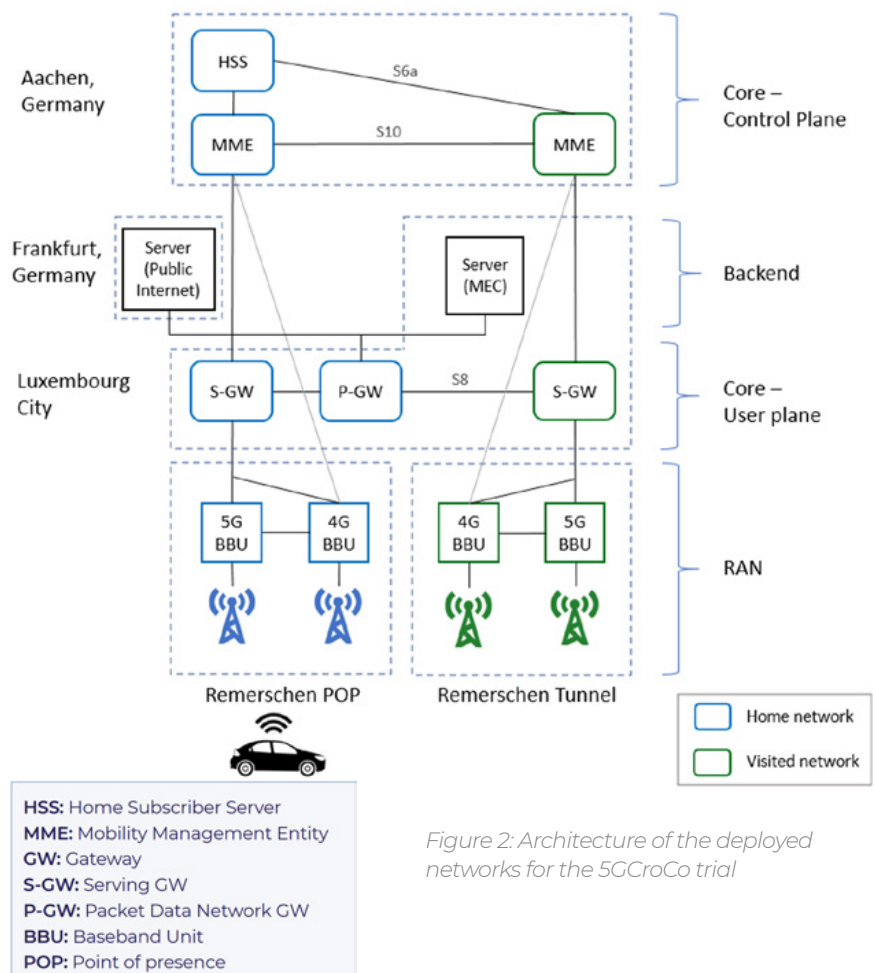 HSS
Aachen,
Germany
S6a
Core –
Control Plane
MME
S10
MME
Frankfurt,
Germany
Server
(Public
Internet)
Server
(MEC)
Backend
Luxembourg
City
S-GW
P-GW
S8
S-GW
Core –
User plane
5G
BBU
4G
BBU
4G
BBU
5G
BBU
RAN
Remerschen POP
Remerschen Tunnel
Home network
Visited network
HSS: Home Subscriber Server
MME: Mobility Management Entity
GW: Gateway
S-GW: Serving GW
P-GW: Packet Data Network GW
BBU: Baseband Unit
POP: Point of presence
Figure 2: Architecture of the deployed
networks for the 5GCroCo trial